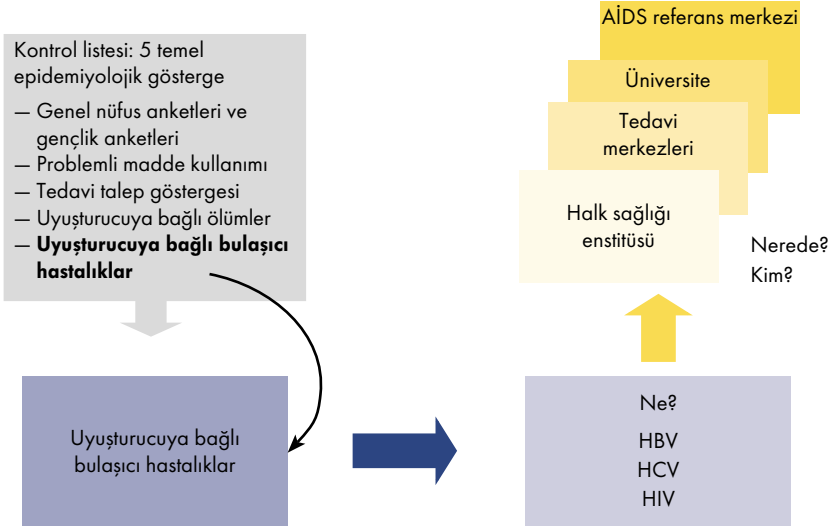 Kontrol listesi: 5 temel
epidemiyolojik gösterge
— Genel nüfus anketleri ve
gençlik anketleri
— Problemli madde kullanımı
— Tedavi talep göstergesi
— Uyuşturucuya bağlı ölümler
— Uyuşturucuya bağlı bulaşıcı
hastalıklar
Uyuşturucuya bağlı
bulaşıcı hastalıklar
AİDS referans merkezi
Üniversite
Tedavi
merkezleri
Halk sağlığı
enstitüsü
Nerede?
Kim?
Ne?
HBV
HCV
HIV